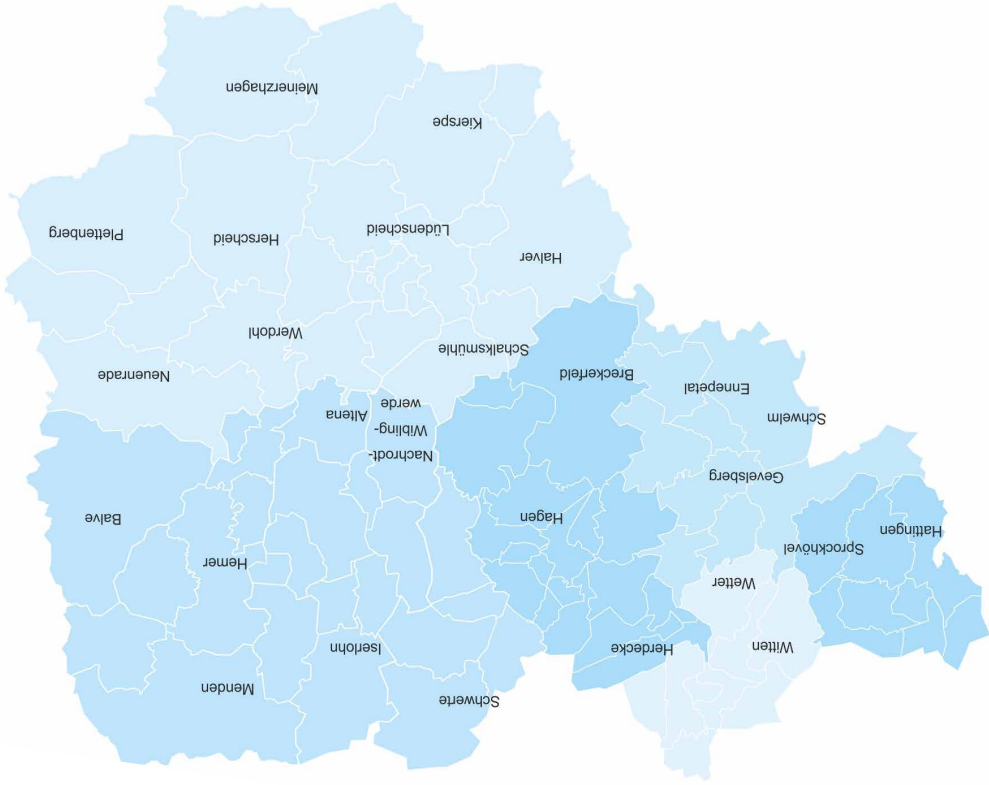 Schwerte
Menden
Witten
Herdecke
Iserlohn
Wetter
Hemer
Sprockhövel
Hattingen
Hagen
Balve
Gevelsberg
Nachrodt-
Wibling-
werde
Schwelm
Altena
Ennepetal
Breckerfeld
Neuenrade
Schalksmühle
Werdohl
Halver
Lüdenscheid
Herscheid
Plettenberg
Kierspe
Meinerzhagen